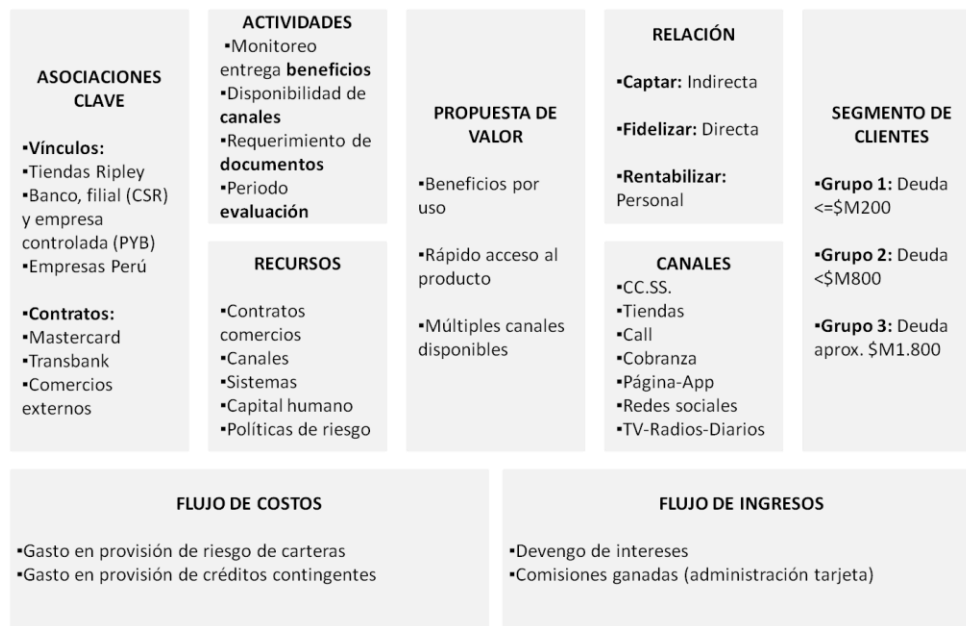 ASOCIACIONES
CLAVE
▪Vínculos:
▪Tiendas Ripley
▪Banco, filial (CSR)
y empresa
controlada (PYB)
▪Empresas Perú
▪Contratos:
▪Mastercard
▪Transbank
▪Comercios
externos
ACTIVIDADES
▪Monitoreo
entrega beneficios
▪Disponibilidad de
canales
▪Requerimiento de
documentos
▪Periodo
evaluación
RECURSOS
▪Contratos
comercios
▪Canales
▪Sistemas
▪Capital humano
▪Políticas de riesgo
PROPUESTA DE
VALOR
▪Beneficios por
uso
▪Rápido acceso al
producto
▪Múltiples canales
disponibles
RELACIÓN
▪Captar: Indirecta
▪Fidelizar: Directa
▪Rentabilizar:
Personal
CANALES
▪CC.SS.
▪Tiendas
▪Call
▪Cobranza
▪Página-App
▪Redes sociales
▪TV-Radios-Diarios
SEGMENTO DE
CLIENTES
▪Grupo 1: Deuda
<=$M200
▪Grupo 2: Deuda
<$M800
▪Grupo 3: Deuda
aprox. $M1.800
FLUJO DE COSTOS
▪Gasto en provisión de riesgo de carteras
▪Gasto en provisión de créditos contingentes
FLUJO DE INGRESOS
▪Devengo de intereses
▪Comisiones ganadas (administración tarjeta)